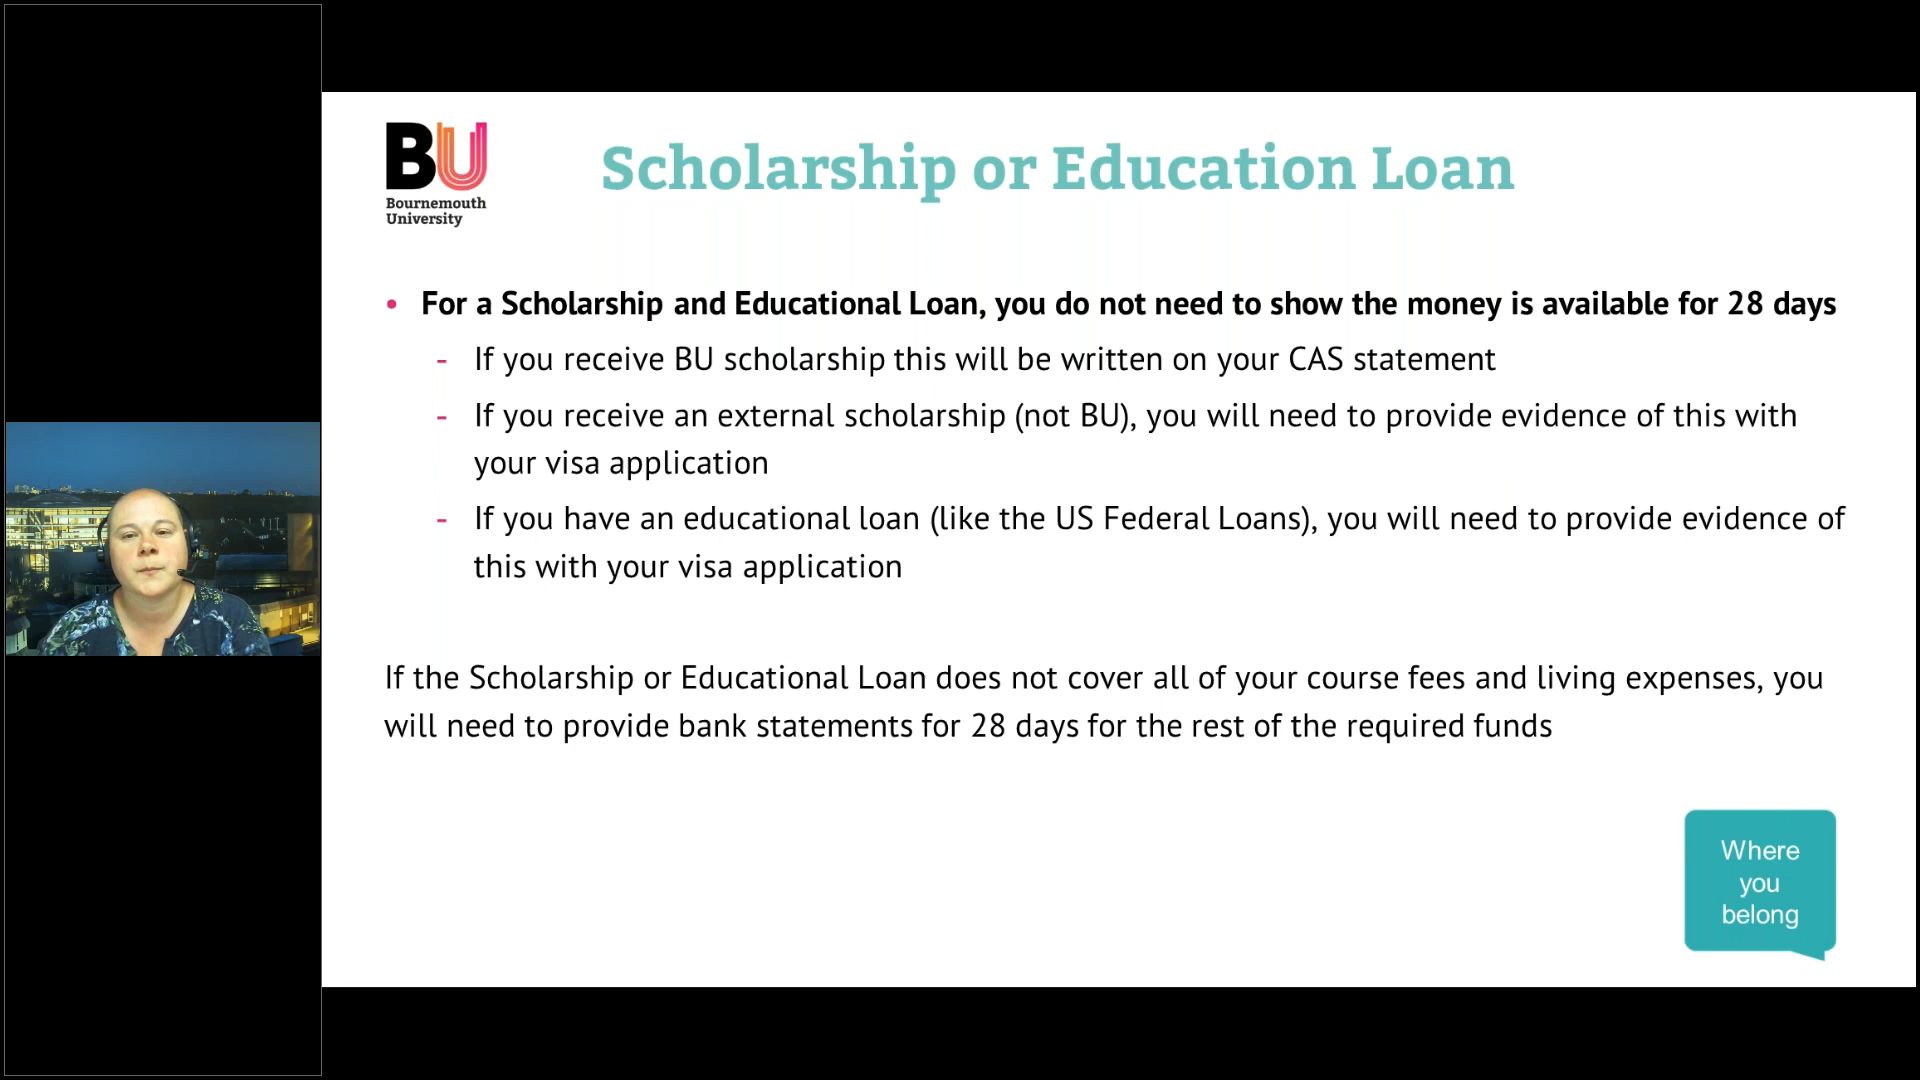 BU
Bournemouth
University
Scholarship or Education Loan
• For a Scholarship and Educational Loan, you do not need to show the money is available for 28 days
- If you receive BU scholarship this will be written on your CAS statement
- If you receive an external scholarship (not BU), you will need to provide evidence of this with
your visa application
- If you have an educational loan (like the US Federal Loans), you will need to provide evidence of
this with your visa application
If the Scholarship or Educational Loan does not cover all of your course fees and living expenses, you
will need to provide bank statements for 28 days for the rest of the required funds
Where
you
belong